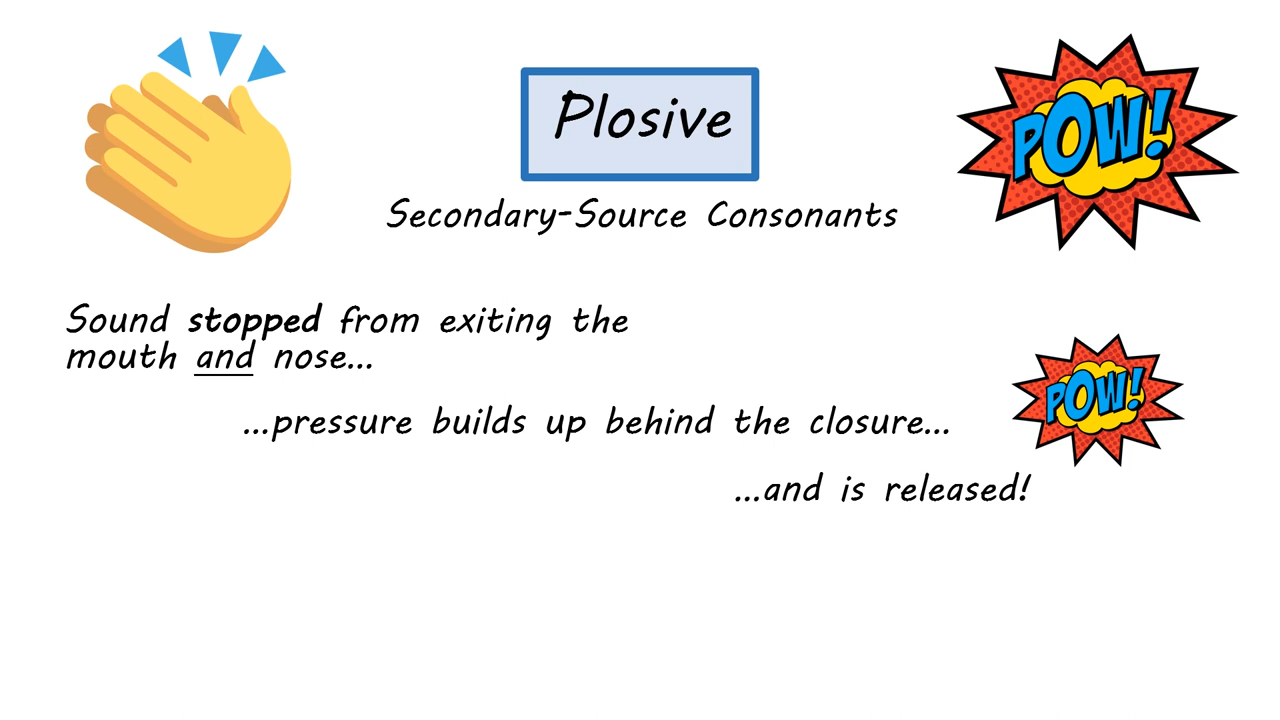 Plosive
POW!
Secondary-Source Consonants
Sound stopped from exiting the
mouth and nose...
...pressure builds up behind the closure...
POW!
...and is released!